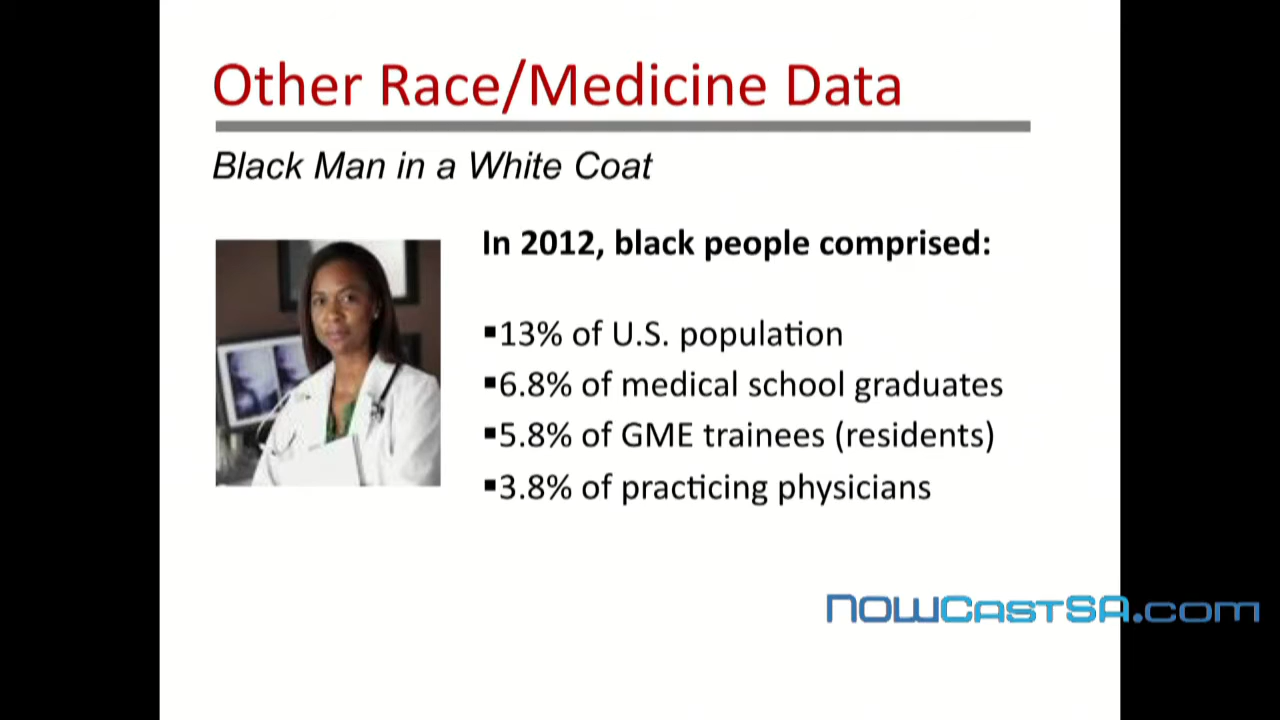 Other Race/Medicine Data
Black Man in a White Coat
In 2012, black people comprised:
▪13% of U.S. population
▪6.8% of medical school graduates
▪5.8% of GME trainees (residents)
▪3.8% of practicing physicians
NOWCastSA.com